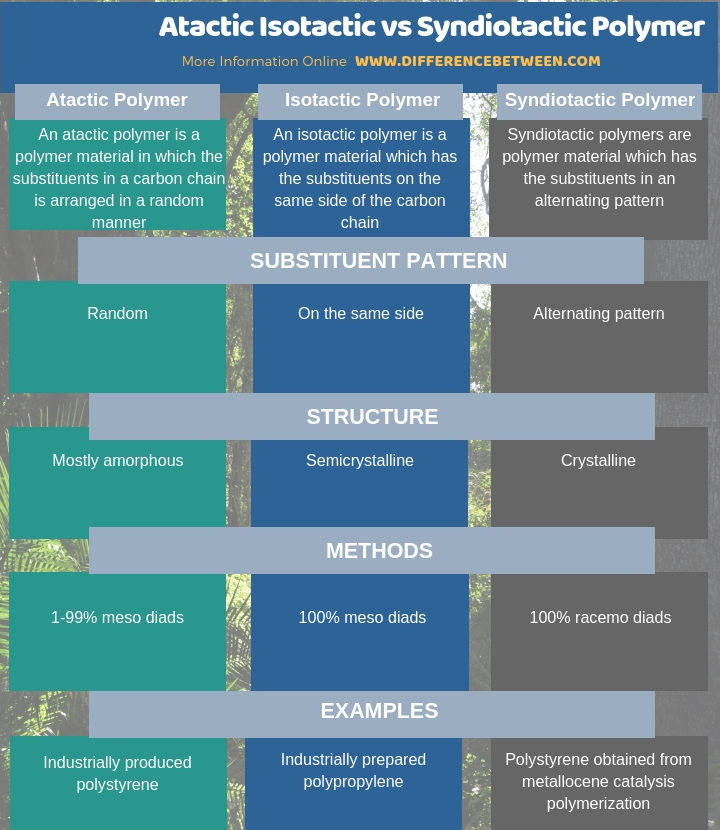 Atactic Isotactic vs Syndiotactic Polymer
More Information Online WWW.DIFFERENCEBETWEEN.COM
Atactic Polymer
Isotactic Polymer
Syndiotactic Polymer
An atactic polymer is a
polymer material in which the
substituents in a carbon chain
is arranged in a random
manner
An isotactic polymer is a
polymer material which has
the substituents on the
same side of the carbon
chain
Syndiotactic polymers are
polymer material which has
the substituents in an
alternating pattern
SUBSTITUENT PATTERN
Random
On the same side
Alternating pattern
STRUCTURE
Mostly amorphous
Semicrystalline
Crystalline
METHODS
1-99% meso diads
100% meso diads
100% racemo diads
EXAMPLES
Industrially produced
polystyrene
Industrially prepared
polypropylene
Polystyrene obtained from
metallocene catalysis
polymerization